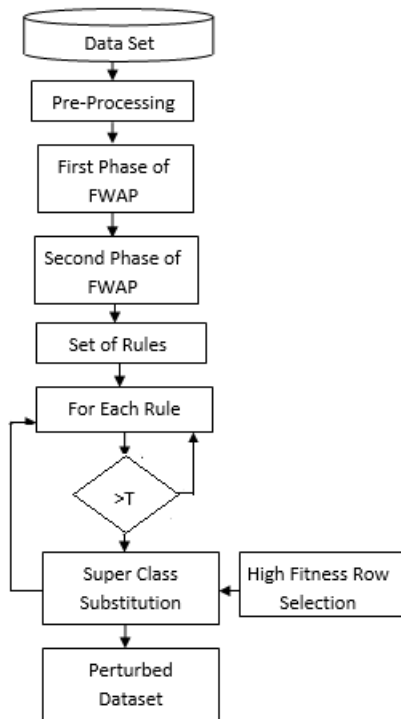 Data Set
Pre-Processing
First Phase of
FWAP
Second Phase of
FWAP
Set of Rules
For Each Rule
>T
Super Class
Substitution
High Fitness Row
Selection
Perturbed
Dataset